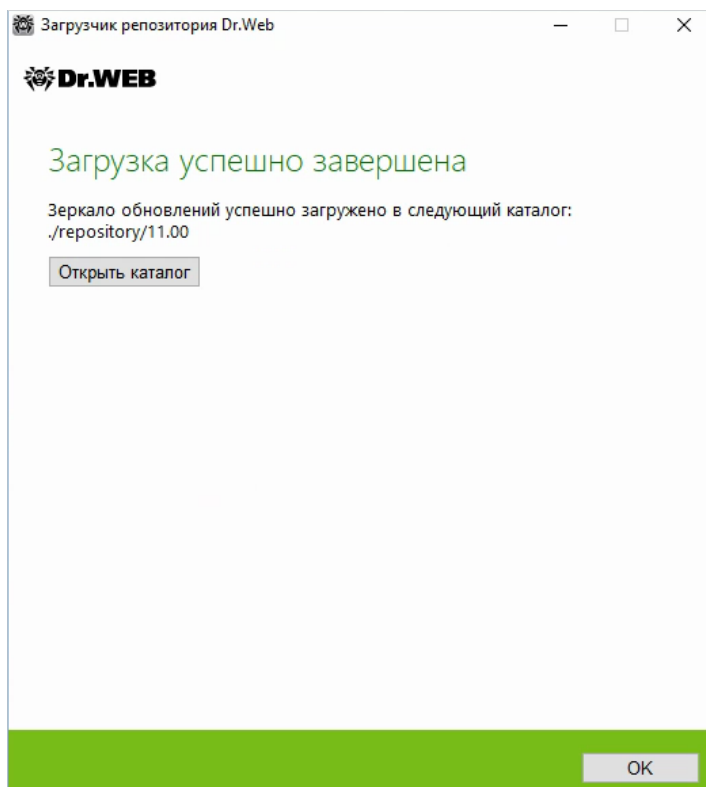 Загрузчик репозитория Dr.Web
Dr.WEB
Загрузка успешно завершена
Зеркало обновлений успешно загружено в следующий каталог:
./repository/11.00
Открыть каталог
OK